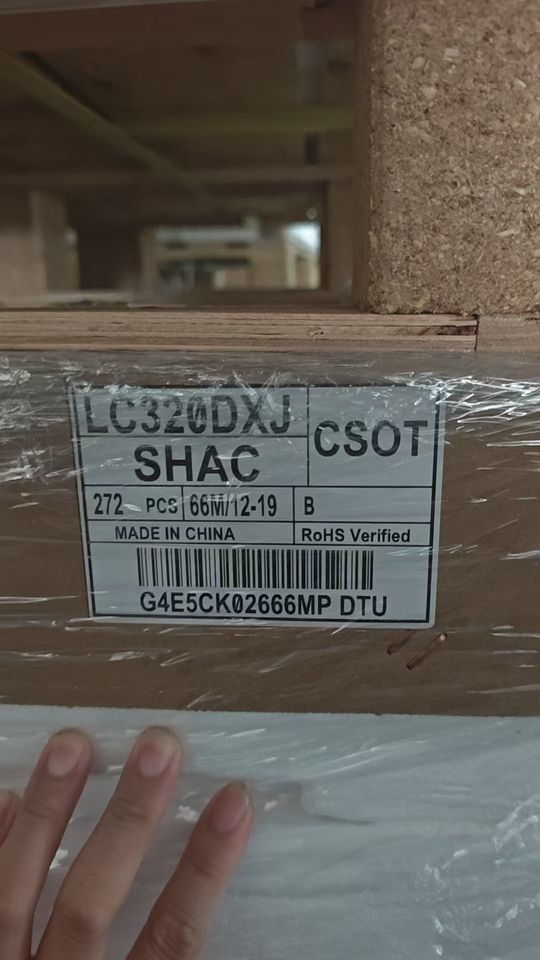 LC320DXJ
SHAC
CSOT
272 PCS 66M/12-19 B
MADE IN CHINA RoHS Verified
G4E5CK02666MP DTU